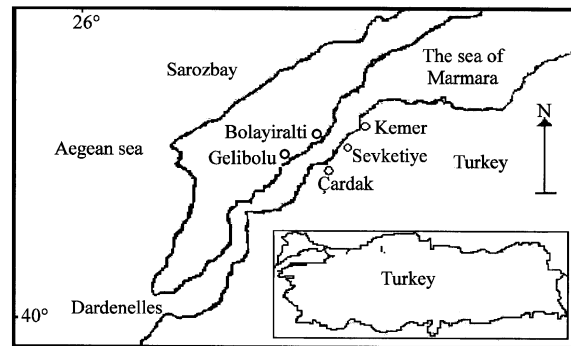 26°
The sea of
Marmara
Sarozbay
N
Bolayiralti
Kemer
Aegean sea
Gelibolu
Sevketiye
Turkey
Çardak
Turkey
Dardenelles
40°